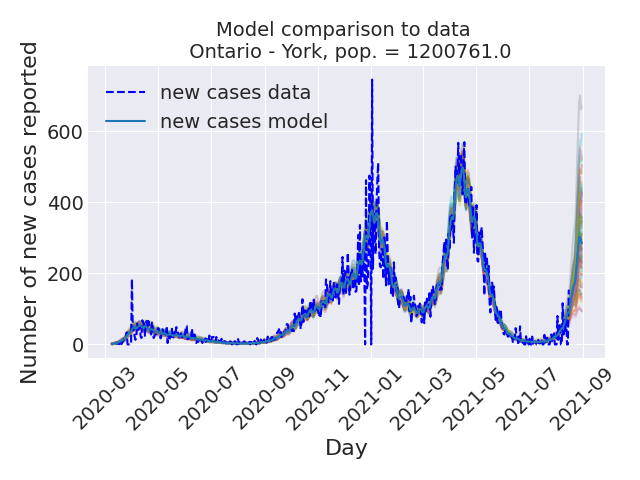 Model comparison to data
Ontario - York, pop. = 1200761.0
Number of new cases reported
new cases data
new cases model
600
400
200
0
2020-03
2020-05
2020-07
2020-09
2020-11
2021-01
2021-03
2021-05
2021-07
2021-09
Day